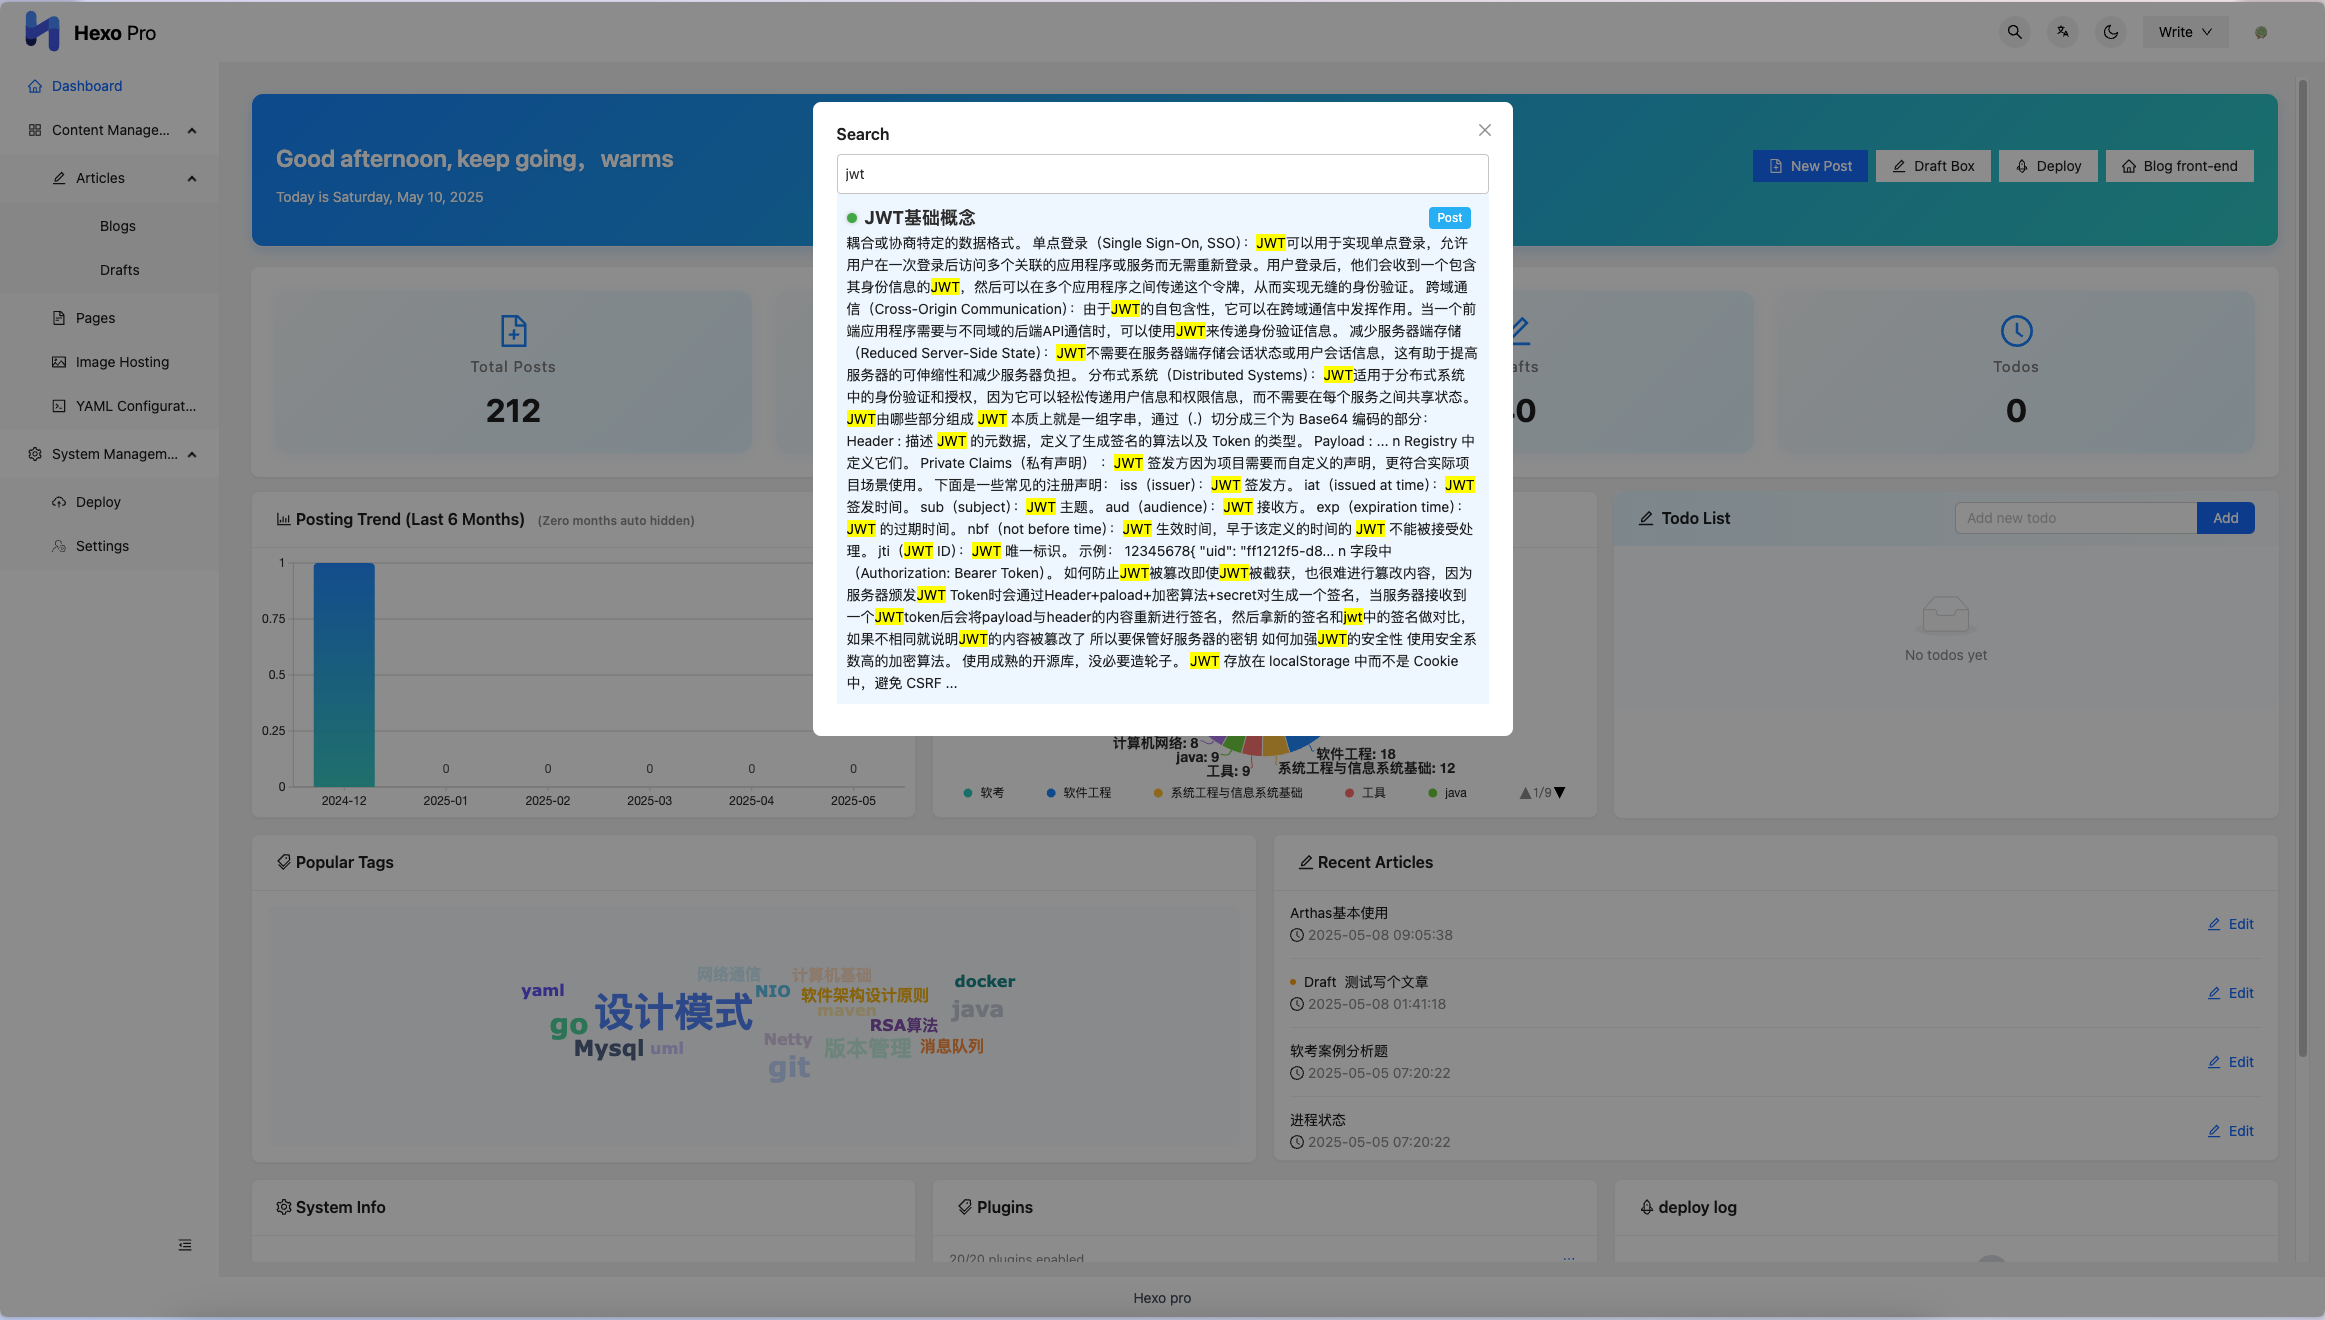 Hexo Pro
Write
Dashboard
Content Manage...
Articles
Blogs
Drafts
Pages
Image Hosting
YAML Configurat...
System Managem...
Deploy
Settings
Good afternoon, keep going，warms
Today is Saturday, May 10, 2025
New Post
Draft Box
Deploy
Blog front-end
Search
jwt
JWT基础概念
Post
耦合或协商特定的数据格式。 单点登录（Single Sign-On, SSO）：JWT可以用于实现单点登录，允许
用户在一次登录后访问多个关联的应用程序或服务而无需重新登录。用户登录后，他们会收到一个包含
其身份信息的JWT，然后可以在多个应用程序之间传递这个令牌，从而实现无缝的身份验证。 跨域通
信（Cross-Origin Communication）：由于JWT的自包含性，它可以在跨域通信中发挥作用。当一个前
端应用程序需要与不同域的后端API通信时，可以使用JWT来传递身份验证信息。 减少服务器端存储
（Reduced Server-Side State）：JWT不需要在服务器端存储会话状态或用户会话信息，这有助于提高
服务器的可伸缩性和减少服务器负担。 分布式系统（Distributed Systems）：JWT适用于分布式系统
中的身份验证和授权，因为它可以轻松传递用户信息和权限信息，而不需要在每个服务之间共享状态。
JWT由哪些部分组成 JWT 本质上就是一组字串，通过（.）切分成三个为 Base64 编码的部分：
Header : 描述 JWT 的元数据，定义了生成签名的算法以及 Token 的类型。 Payload : ... n Registry 中
定义它们。 Private Claims（私有声明）：JWT 签发方因为项目需要而自定义的声明，更符合实际项
目场景使用。 下面是一些常见的注册声明： iss（issuer）：JWT 签发方。 iat（issued at time）：JWT
签发时间。 sub（subject）：JWT 主题。 aud（audience）：JWT 接收方。 exp（expiration time）：
JWT 的过期时间。 nbf（not before time）：JWT 生效时间，早于该定义的时间的 JWT 不能被接受处
理。 jti（JWT ID）：JWT 唯一标识。 示例： 12345678{ "uid": "ff1212f5-d8... n 字段中
（Authorization: Bearer Token）。 如何防止JWT被篡改即使JWT被截获，也很难进行篡改内容，因为
服务器颁发JWT Token时会通过Header+paload+加密算法+secret对生成一个签名，当服务器接收到
一个JWTtoken后会将payload与header的内容重新进行签名，然后拿新的签名和jwt中的签名做对比，
如果不相同就说明JWT的内容被篡改了 所以要保管好服务器的密钥 如何加强JWT的安全性 使用安全系
数高的加密算法。 使用成熟的开源库，没必要造轮子。 JWT 存放在 localStorage 中而不是 Cookie
中，避免 CSRF ...
Total Posts
212
afts
0
Todos
0
Posting Trend (Last 6 Months) (Zero months auto hidden)
1
0.75
0.5
0.25
0
0 0 0 0 0
2024-12 2025-01 2025-02 2025-03 2025-04 2025-05
计算机网络: 8
java: 9
工具: 9
软件工程: 18
系统工程与信息系统基础: 12
软考 软件工程 系统工程与信息系统基础 工具 java 1/9
Todo List
Add new todo
Add
No todos yet
Popular Tags
网络通信
计算机基础
yaml
设计模式
NIO
软件架构设计原则
docker
maven
java
go
RSA算法
Mysql
uml
Netty
版本管理
消息队列
git
Recent Articles
Arthas基本使用
2025-05-08 09:05:38
Edit
Draft 测试写个文章
2025-05-08 01:41:18
Edit
软考案例分析题
2025-05-05 07:20:22
Edit
进程状态
2025-05-05 07:20:22
Edit
System Info
Plugins
20/20 plugins enabled
...
deploy log
Hexo pro